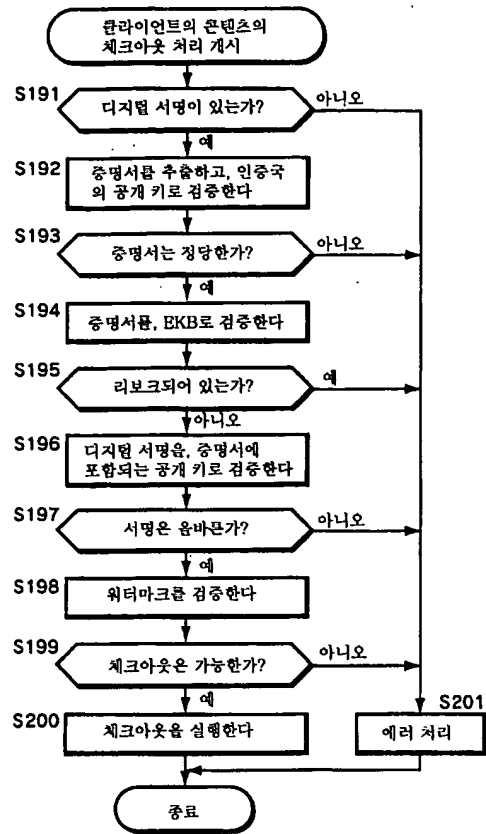 클라이언트의 콘텐츠의
체크아웃 처리 개시
S191
디지털 서명이 있는가?
아니오
예
S192
증명서를 추출하고, 인증국
의 공개 키로 검증한다
S193
증명서는 정당한가?
아니오
예
S194
증명서를, EKB로 검증한다
S195
리보크되어 있는가?
예
아니오
S196
디지털 서명을, 증명서에
포함되는 공개 키로 검증한다
S197
서명은 올바른가?
아니오
예
S198
워터마크를 검증한다
S199
체크아웃은 가능한가?
아니오
예
S200
체크아웃을 실행한다
S201
에러 처리
종료